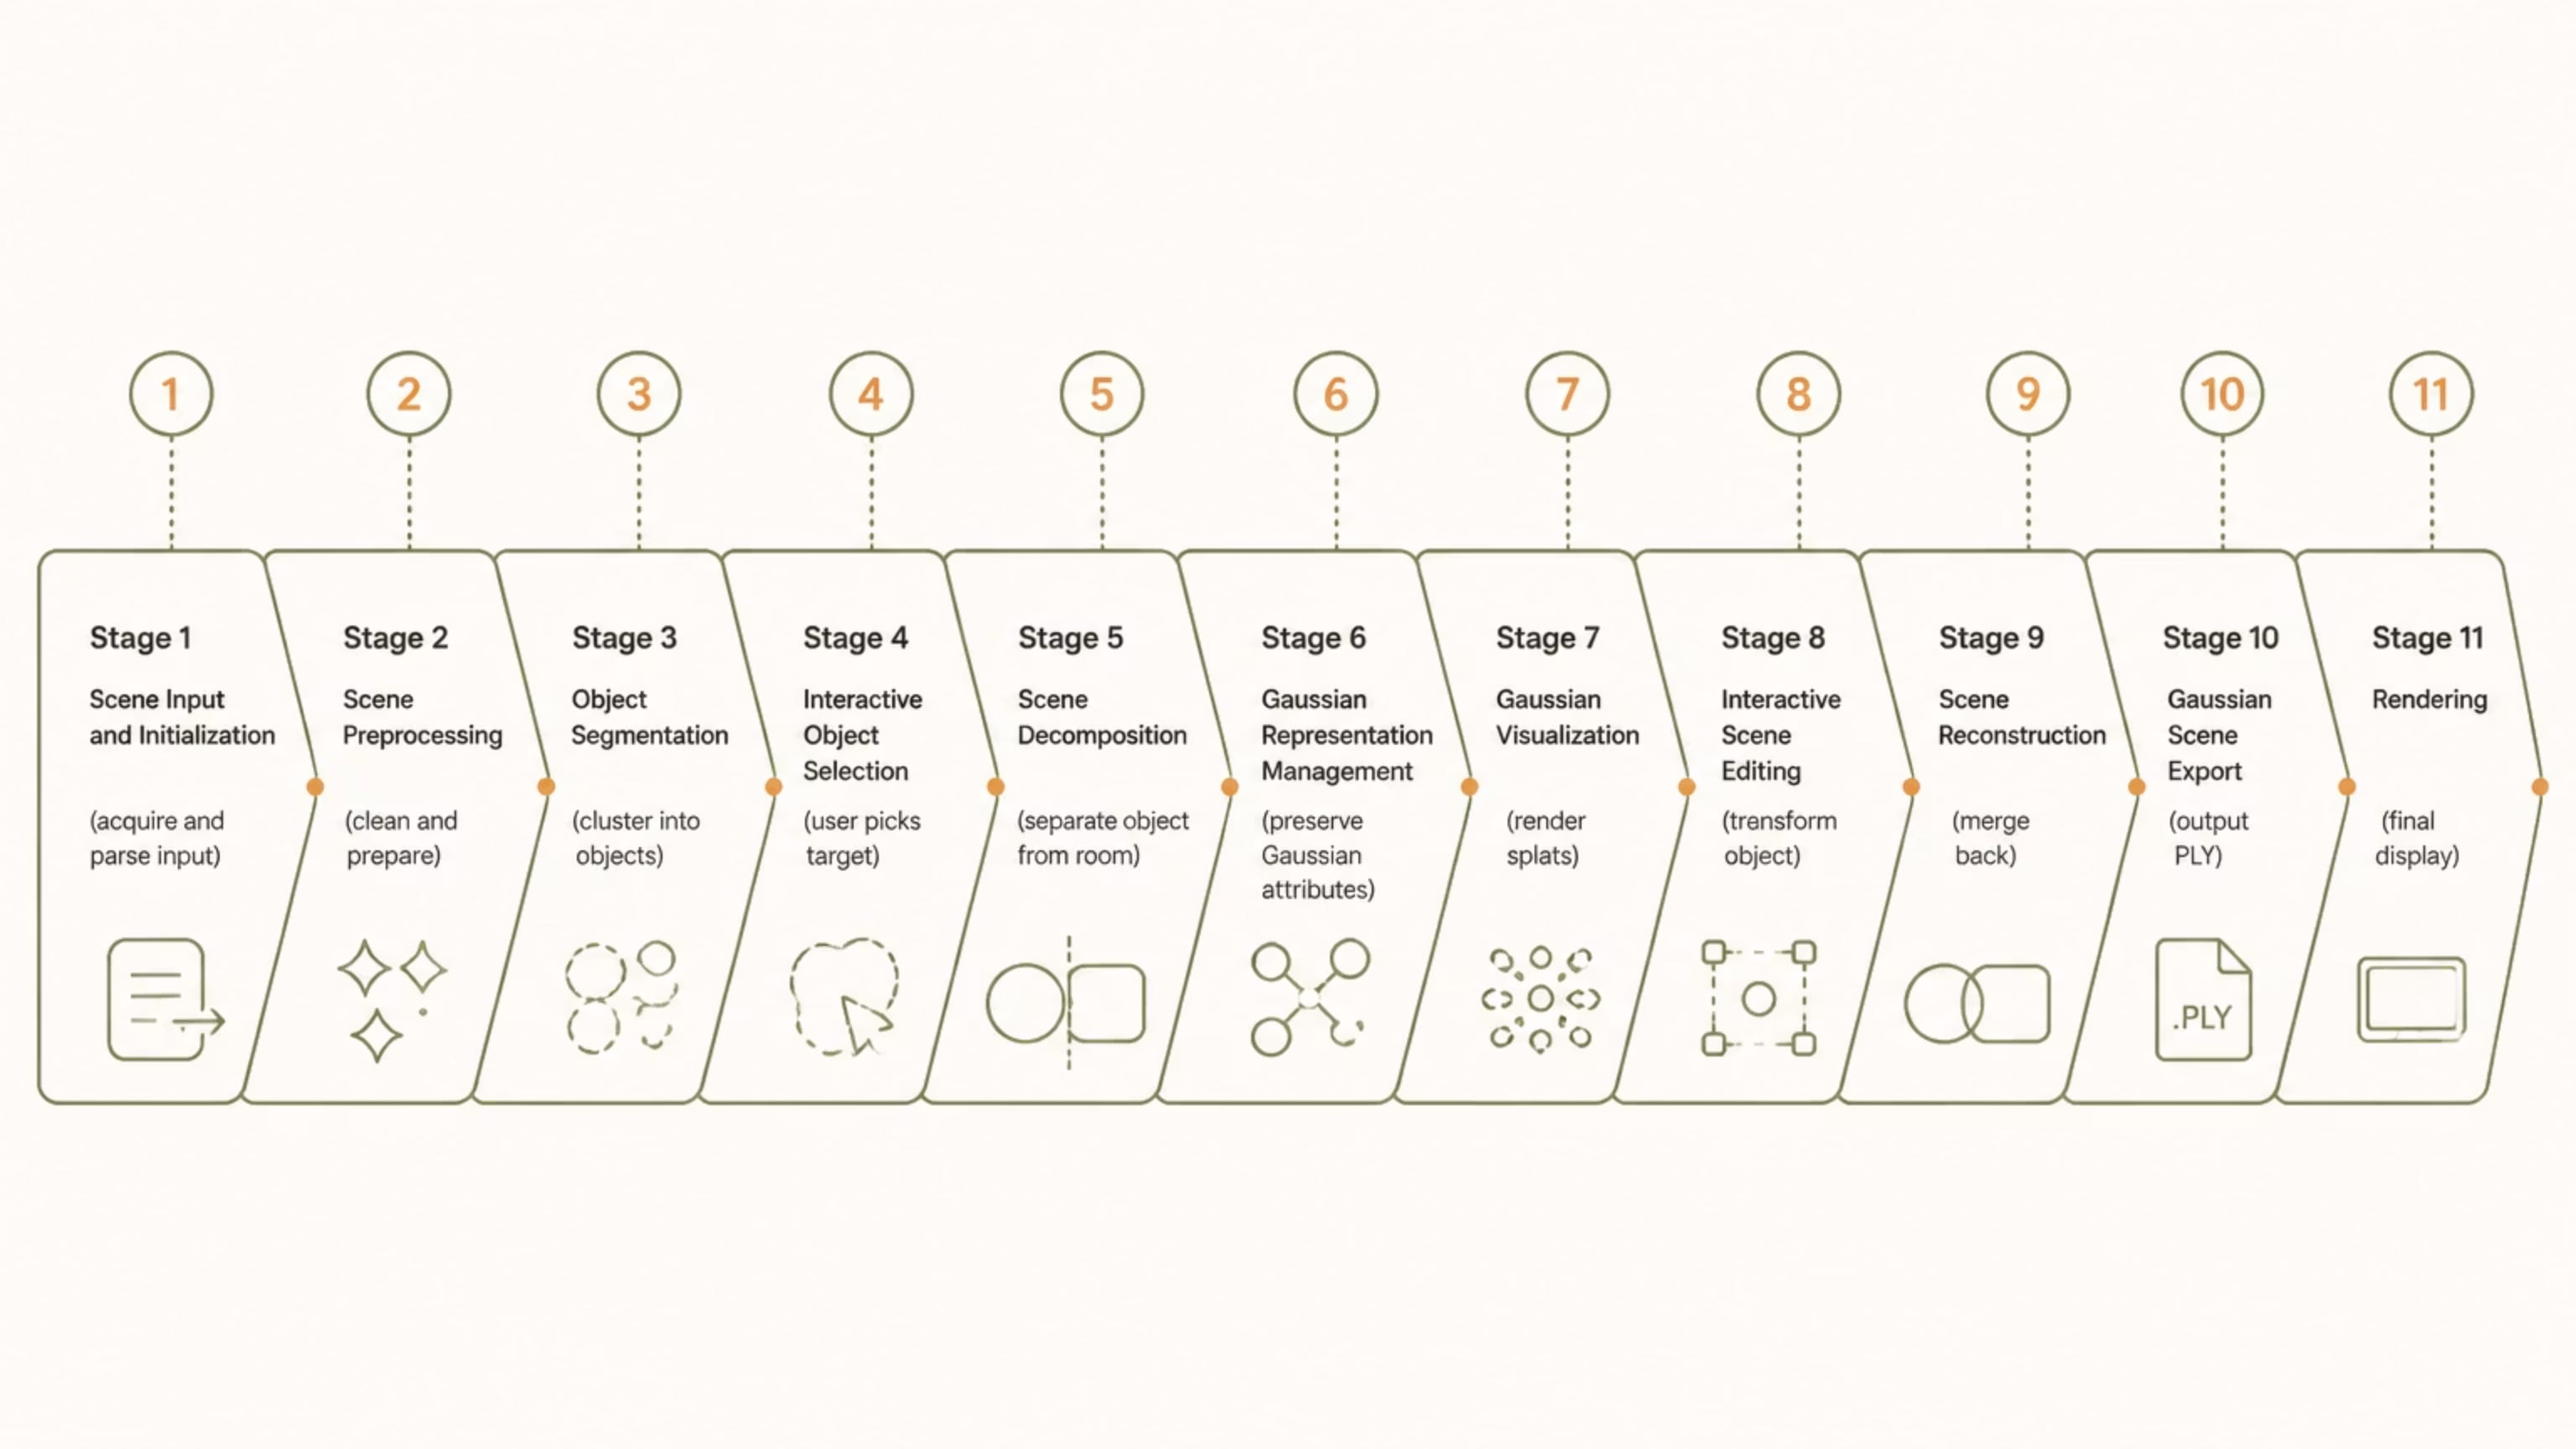 1
2
3
4
5
6
7
8
9
10
11
Stage 1
Scene Input
and Initialization
(acquire and
parse input)
Stage 2
Scene
Preprocessing
(clean and
prepare)
Stage 3
Object
Segmentation
(cluster into
objects)
Stage 4
Interactive
Object
Selection
(user picks
target)
Stage 5
Scene
Decomposition
(separate object
from room)
Stage 6
Gaussian
Representation
Management
(preserve
Gaussian
attributes)
Stage 7
Gaussian
Visualization
(render
splats)
Stage 8
Interactive
Scene
Editing
(trensform
object)
Stage 9
Scene
Reconstruction
(merge
back)
Stage 10
Gaussian
Scene
Export
(output
PLY)
.PLY
Stage 11
Rendering
(final
display)